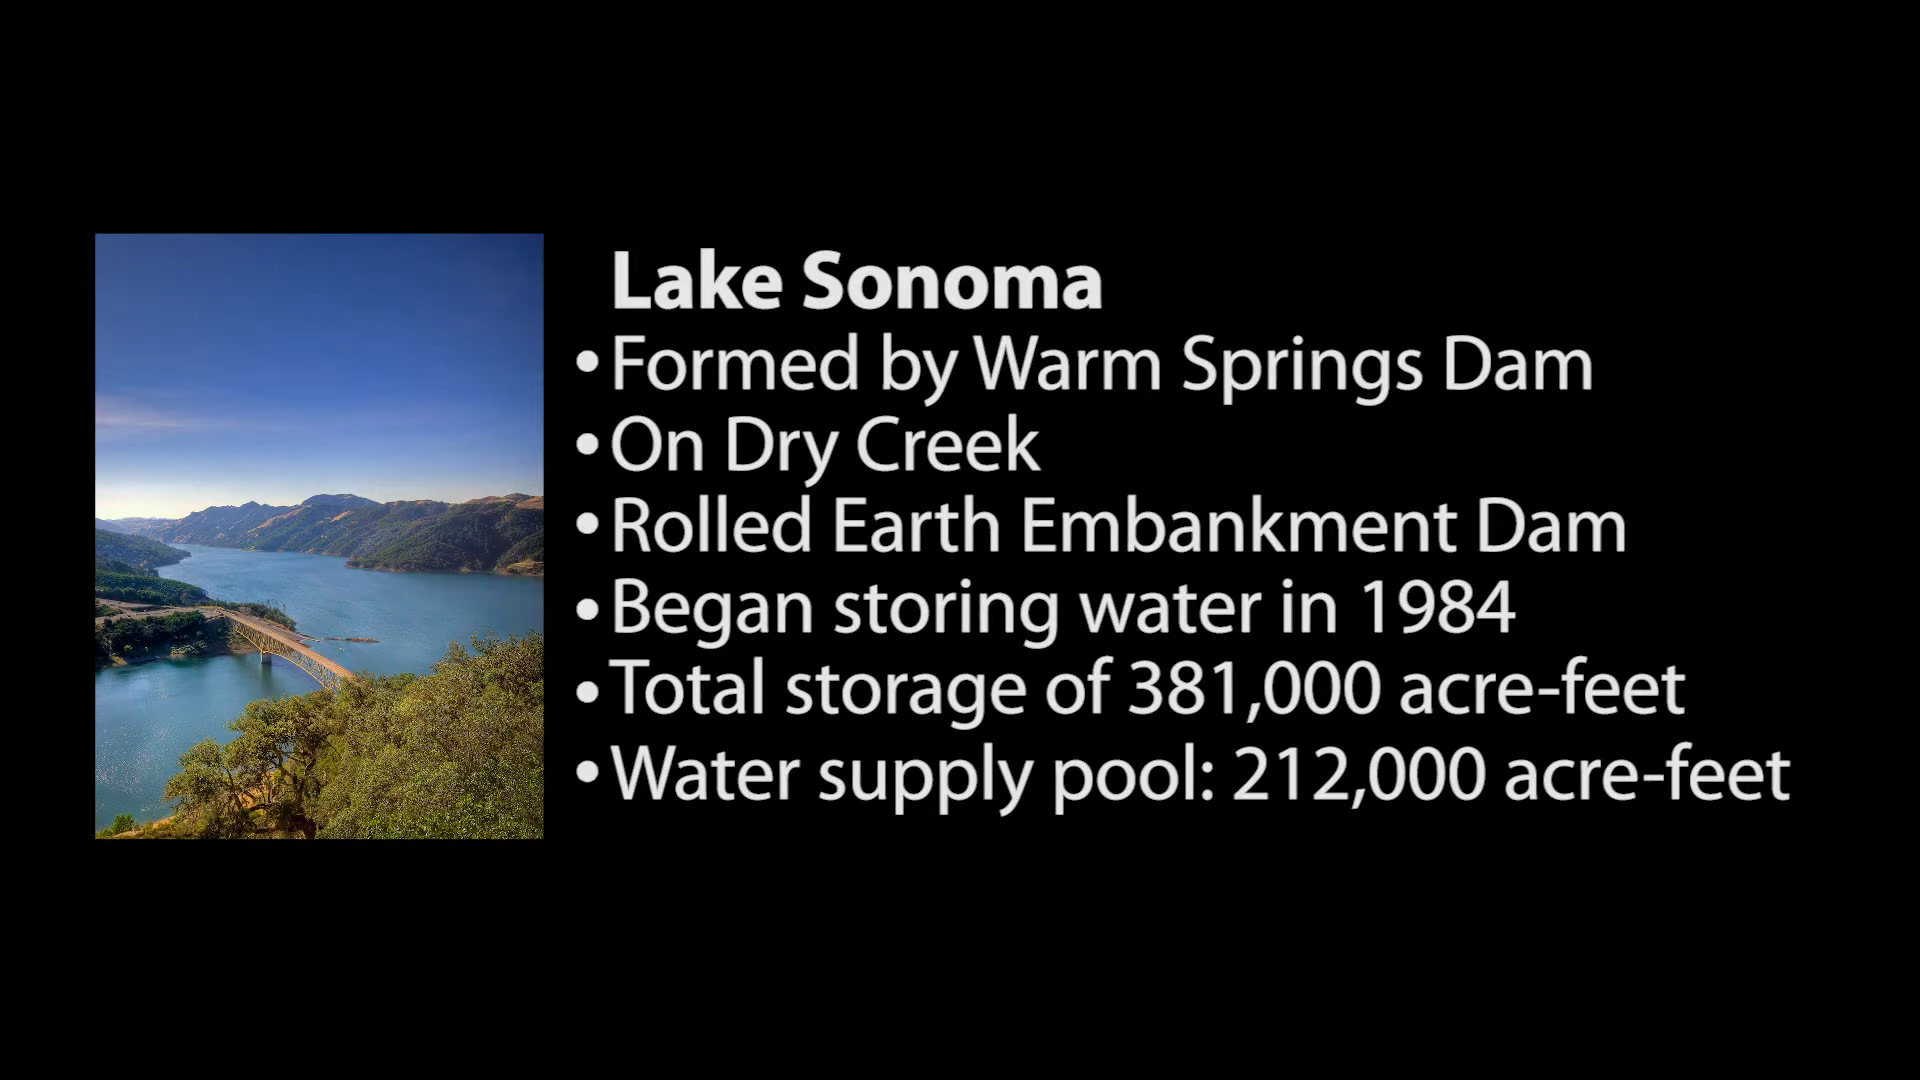 Lake Sonoma
•Formed by Warm Springs Dam
•On Dry Creek
•Rolled Earth Embankment Dam
•Began storing water in 1984
•Total storage of 381,000 acre-feet
•Water supply pool: 212,000 acre-feet